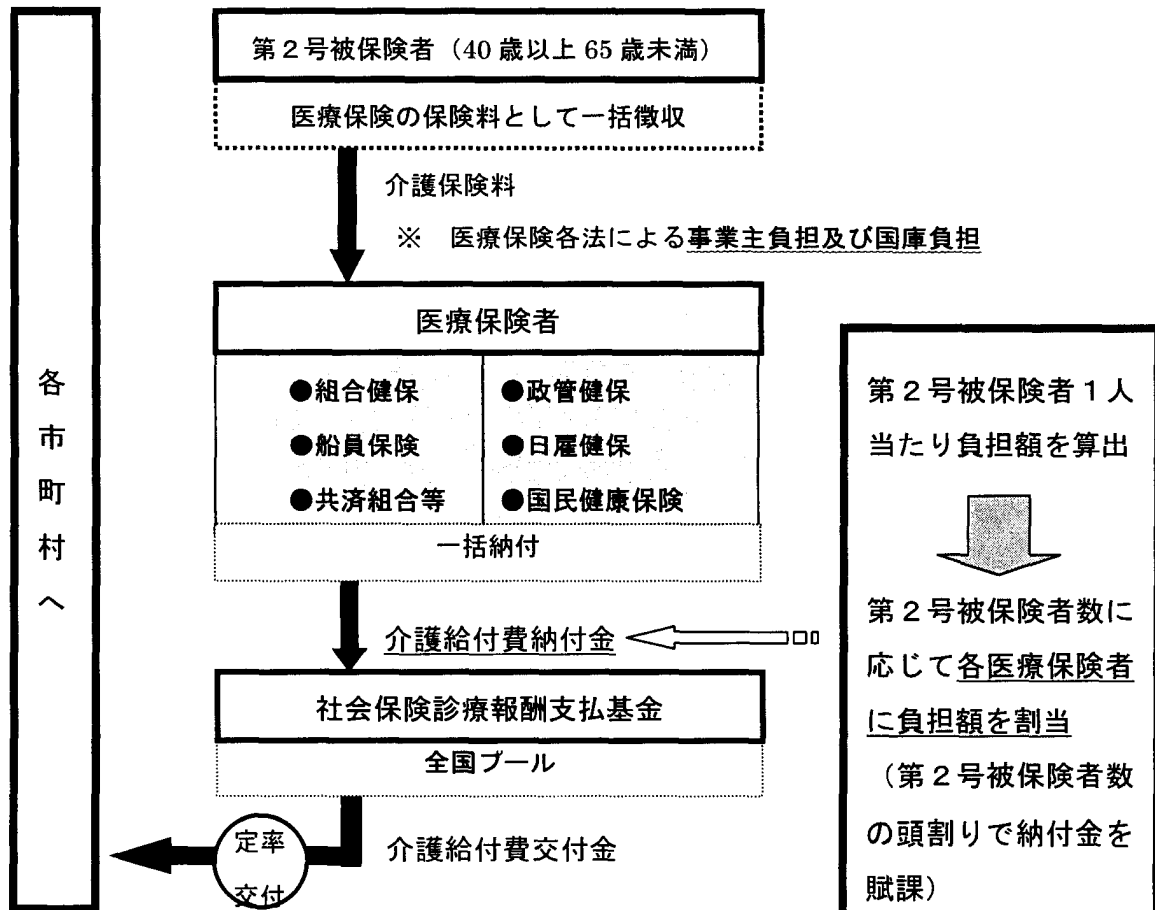 第２号被保険者（40歳以上65歳未満）
医療保険の保険料として一括徴収
介護保険料
※　医療保険各法による事業主負担及び国庫負担
医療保険者
●組合健保
●船員保険
●共済組合等
●政管健保
●日雇健保
●国民健康保険
一括納付
介護給付費納付金
社会保険診療報酬支払基金
全国プール
定率
交付
介護給付費交付金
各
市
町
村
へ
第２号被保険者１人
当たり負担額を算出
第２号被保険者数に
応じて各医療保険者
に負担額を割当
（第２号被保険者数
の頭割りで納付金を
賦課）